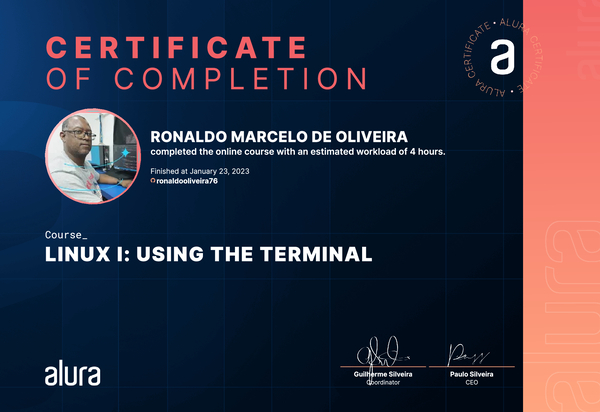 CERTIFICATE
OF COMPLETION
ALURA CERTIFICATE • ALURA CERTIFICATE •
a
RONALDO MARCELO DE OLIVEIRA
completed the online course with an estimated workload of 4 hours.
Finished at January 23, 2023
ronaldooliveira76
Course_
LINUX I: USING THE TERMINAL
alura
Guilherme Silveira
Coordinator
Paulo Silveira
CEO
alura